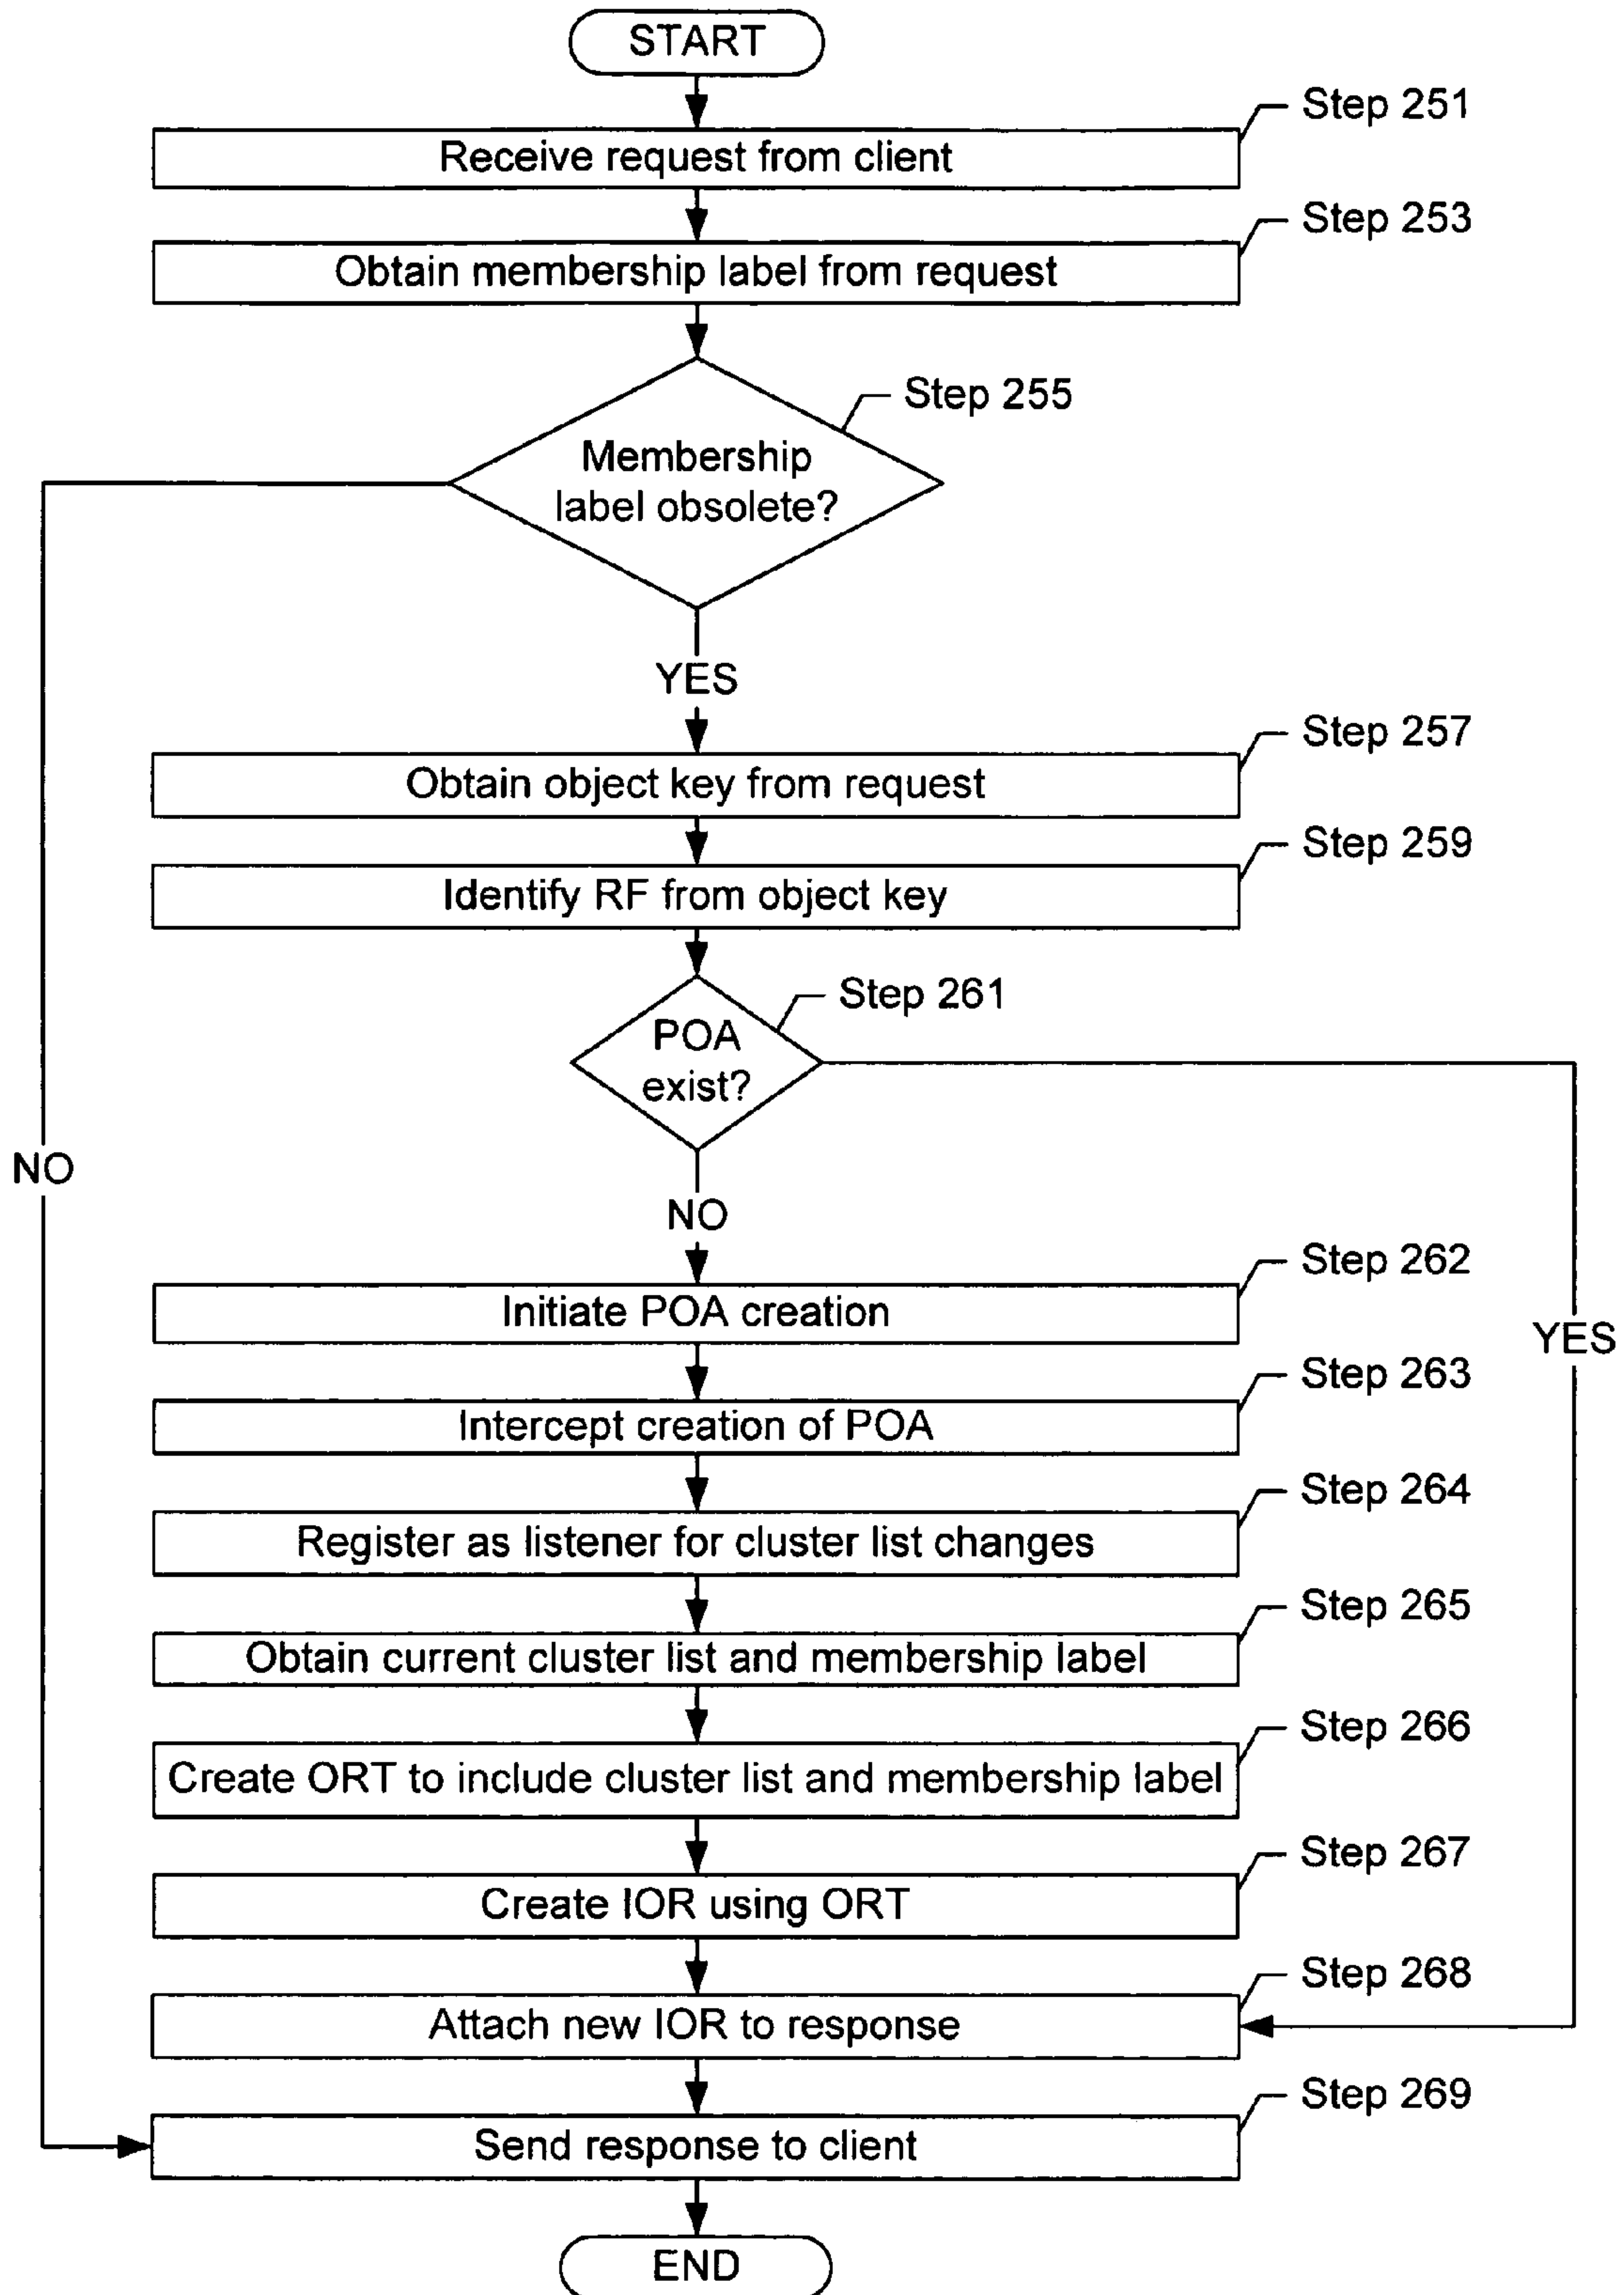 START
Step 251
Receive request from client
Step 253
Obtain membership label from request
Step 255
Membership
label obsolete?
YES
Step 257
Obtain object key from request
Step 259
Identify RF from object key
Step 261
POA
exist?
NO
NO
Step 262
Initiate POA creation
YES
Step 263
Intercept creation of POA
Step 264
Register as listener for cluster list changes
Step 265
Obtain current cluster list and membership label
Step 266
Create ORT to include cluster list and membership label
Step 267
Create IOR using ORT
Step 268
Attach new IOR to response
Step 269
Send response to client
END